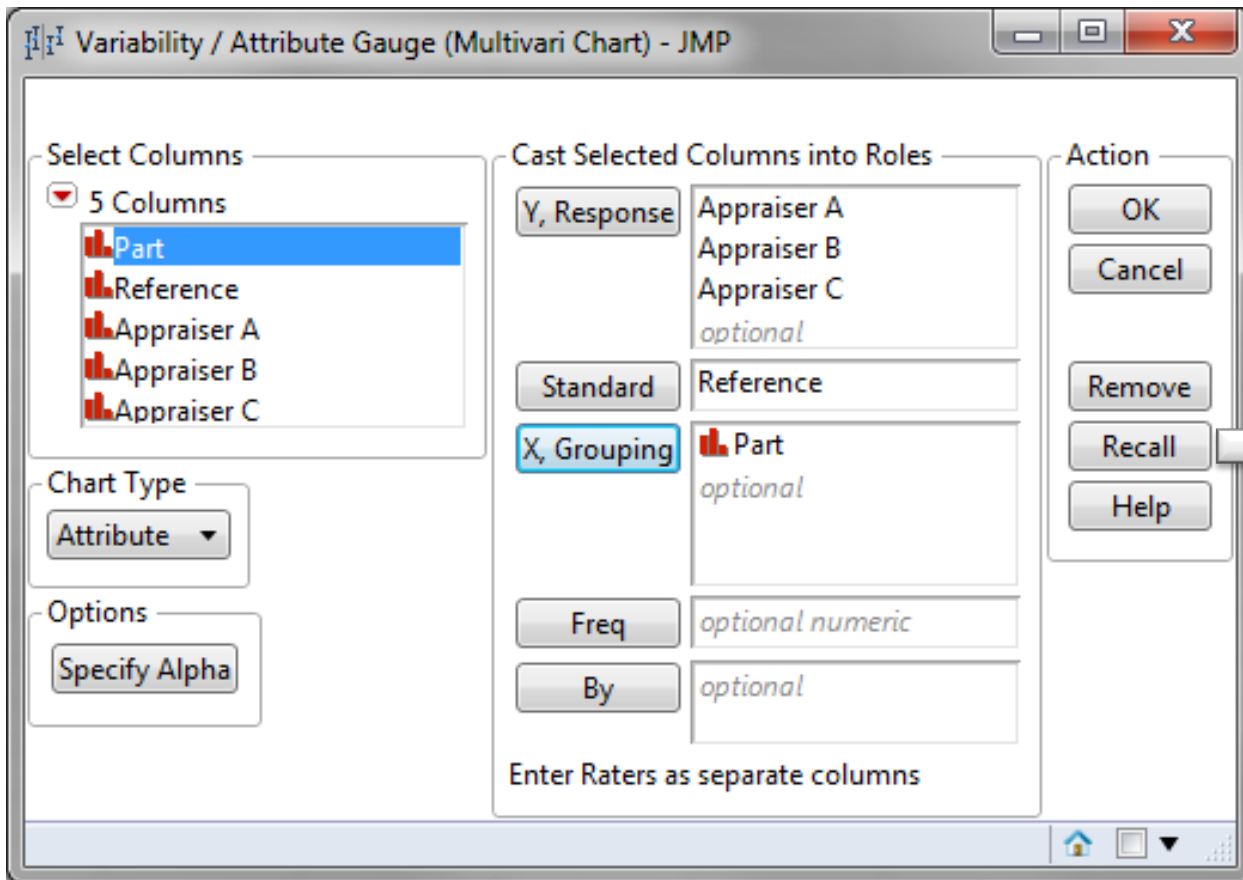 Variability / Attribute Gauge (Multivari Chart) - JMP
Select Columns
5 Columns
Part
Reference
Appraiser A
Appraiser B
Appraiser C
Chart Type
Attribute
Options
Specify Alpha
Cast Selected Columns into Roles
Y, Response
Appraiser A
Appraiser B
Appraiser C
optional
Standard
Reference
X, Grouping
Part
optional
Freq
optional numeric
By
optional
Enter Raters as separate columns
Action
OK
Cancel
Remove
Recall
Help